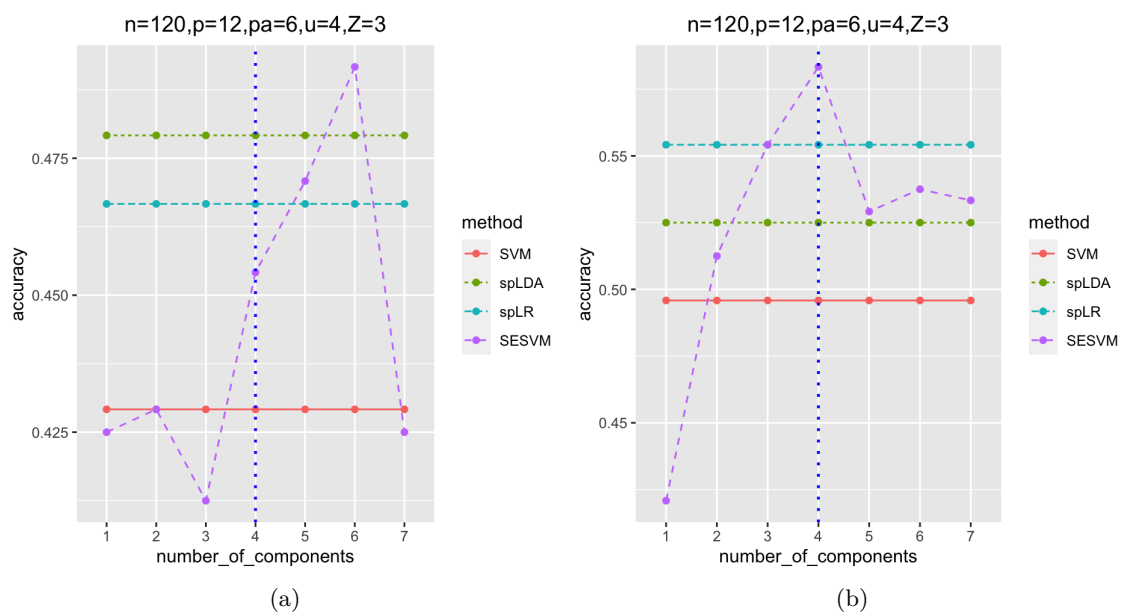 n=120,p=12,pa=6,u=4,Z=3
accuracy
0.475
0.450
0.425
1 2 3 4 5 6 7
number_of_components
method
SVM
spLDA
spLR
SESVM
(a)
n=120,p=12,pa=6,u=4,Z=3
accuracy
0.55
0.50
0.45
1 2 3 4 5 6 7
number_of_components
method
SVM
spLDA
spLR
SESVM
(b)